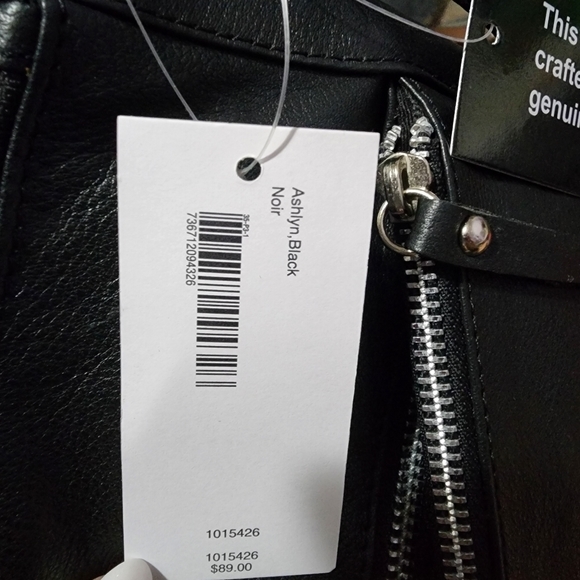 Ashlyn,Black
Noir
35-P3-1
736712094326
1015426
1015426
$89.00
This
crafte
genuin